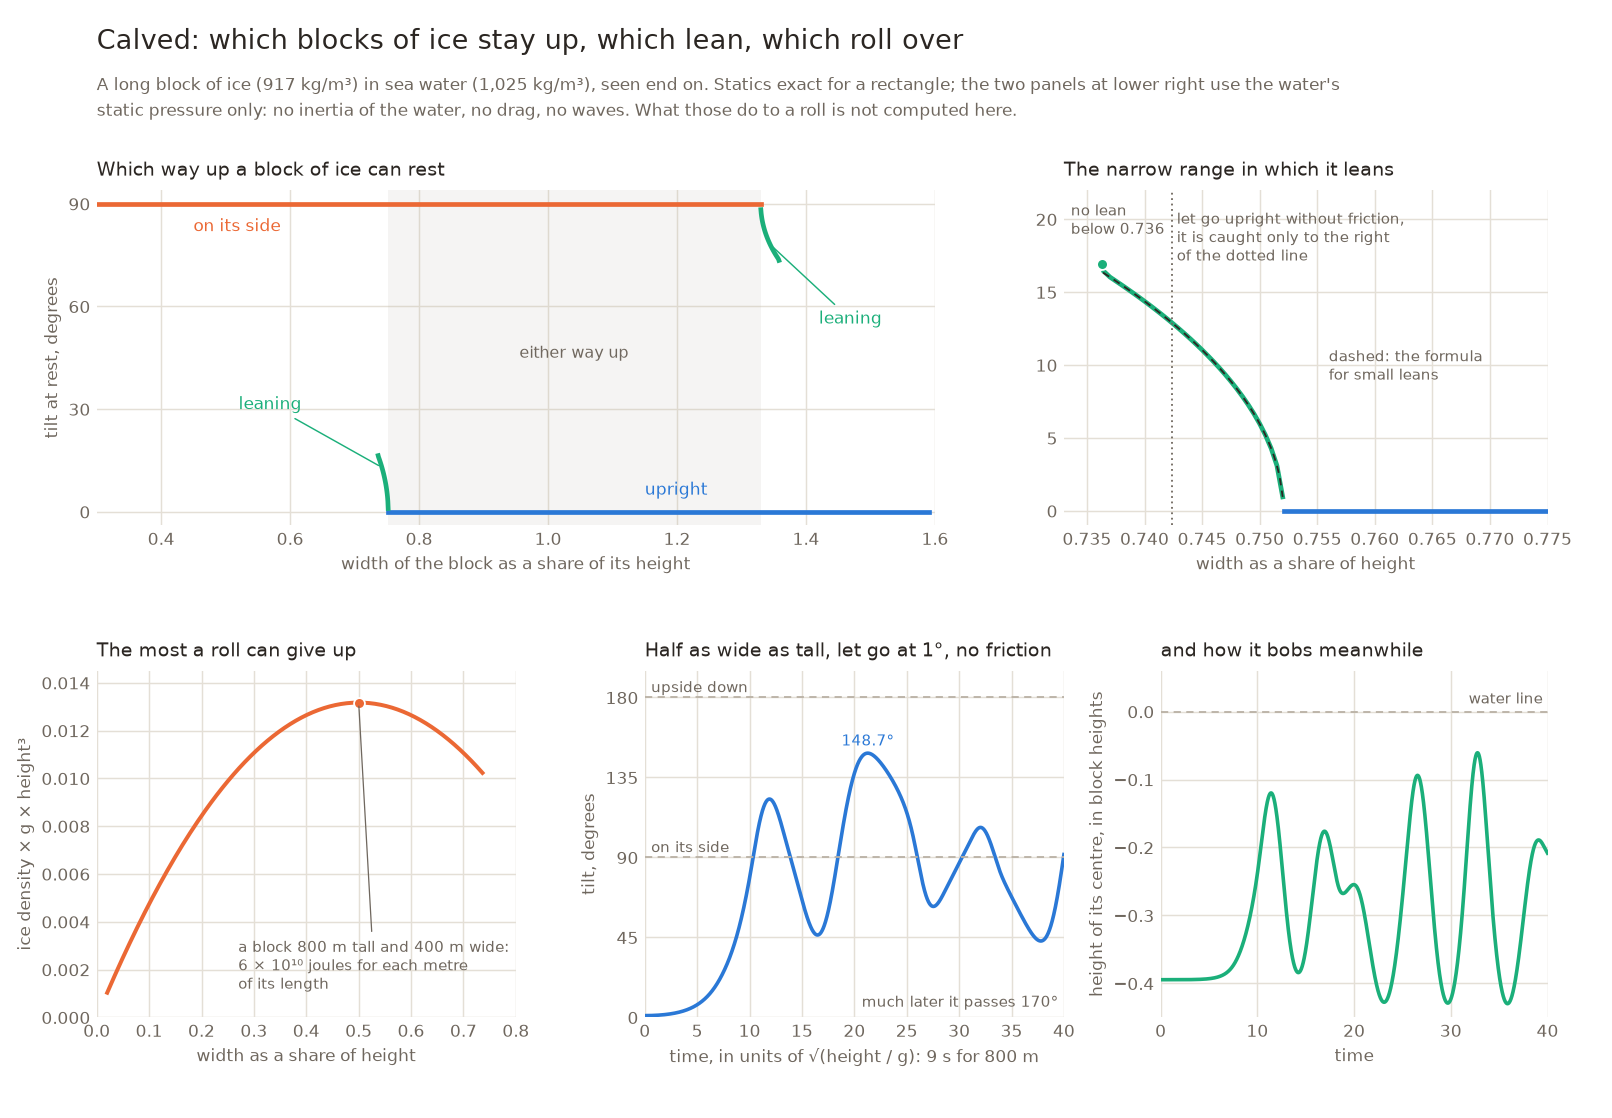 Calved: which blocks of ice stay up, which lean, which roll over
A long block of ice (917 kg/m³) in sea water (1,025 kg/m³), seen end on. Statics exact for a rectangle; the two panels at lower right use the water's
static pressure only: no inertia of the water, no drag, no waves. What those do to a roll is not computed here.
Which way up a block of ice can rest
tilt at rest, degrees
90
60
30
0
on its side
leaning
either way up
leaning
upright
0.4 0.6 0.8 1.0 1.2 1.4 1.6
width of the block as a share of its height
The narrow range in which it leans
20
15
10
5
0
no lean
below 0.736
let go upright without friction,
it is caught only to the right
of the dotted line
dashed: the formula
for small leans
0.735 0.740 0.745 0.750 0.755 0.760 0.765 0.770 0.775
width as a share of height
The most a roll can give up
ice density × g × height³
0.014
0.012
0.010
0.008
0.006
0.004
0.002
0.000
a block 800 m tall and 400 m wide:
6 × 10¹⁰ joules for each metre
of its length
0.0 0.1 0.2 0.3 0.4 0.5 0.6 0.7 0.8
width as a share of height
Half as wide as tall, let go at 1°, no friction
tilt, degrees
180
135
90
45
0
upside down
148.7°
on its side
much later it passes 170°
0 5 10 15 20 25 30 35 40
time, in units of √(height / g): 9 s for 800 m
and how it bobs meanwhile
height of its centre, in block heights
0.0
−0.1
−0.2
−0.3
−0.4
water line
0 10 20 30 40
time